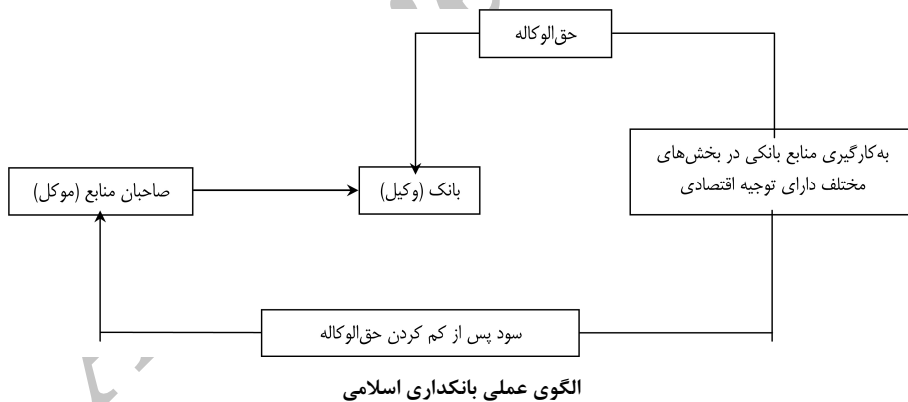 حق‌الوکاله
به‌کارگیری منابع بانکی در بخش‌های
مختلف دارای توجیه اقتصادی
بانک (وکیل)
صاحبان منابع (موکل)
سود پس از کم کردن حق‌الوکاله
الگوی عملی بانکداری اسلامی